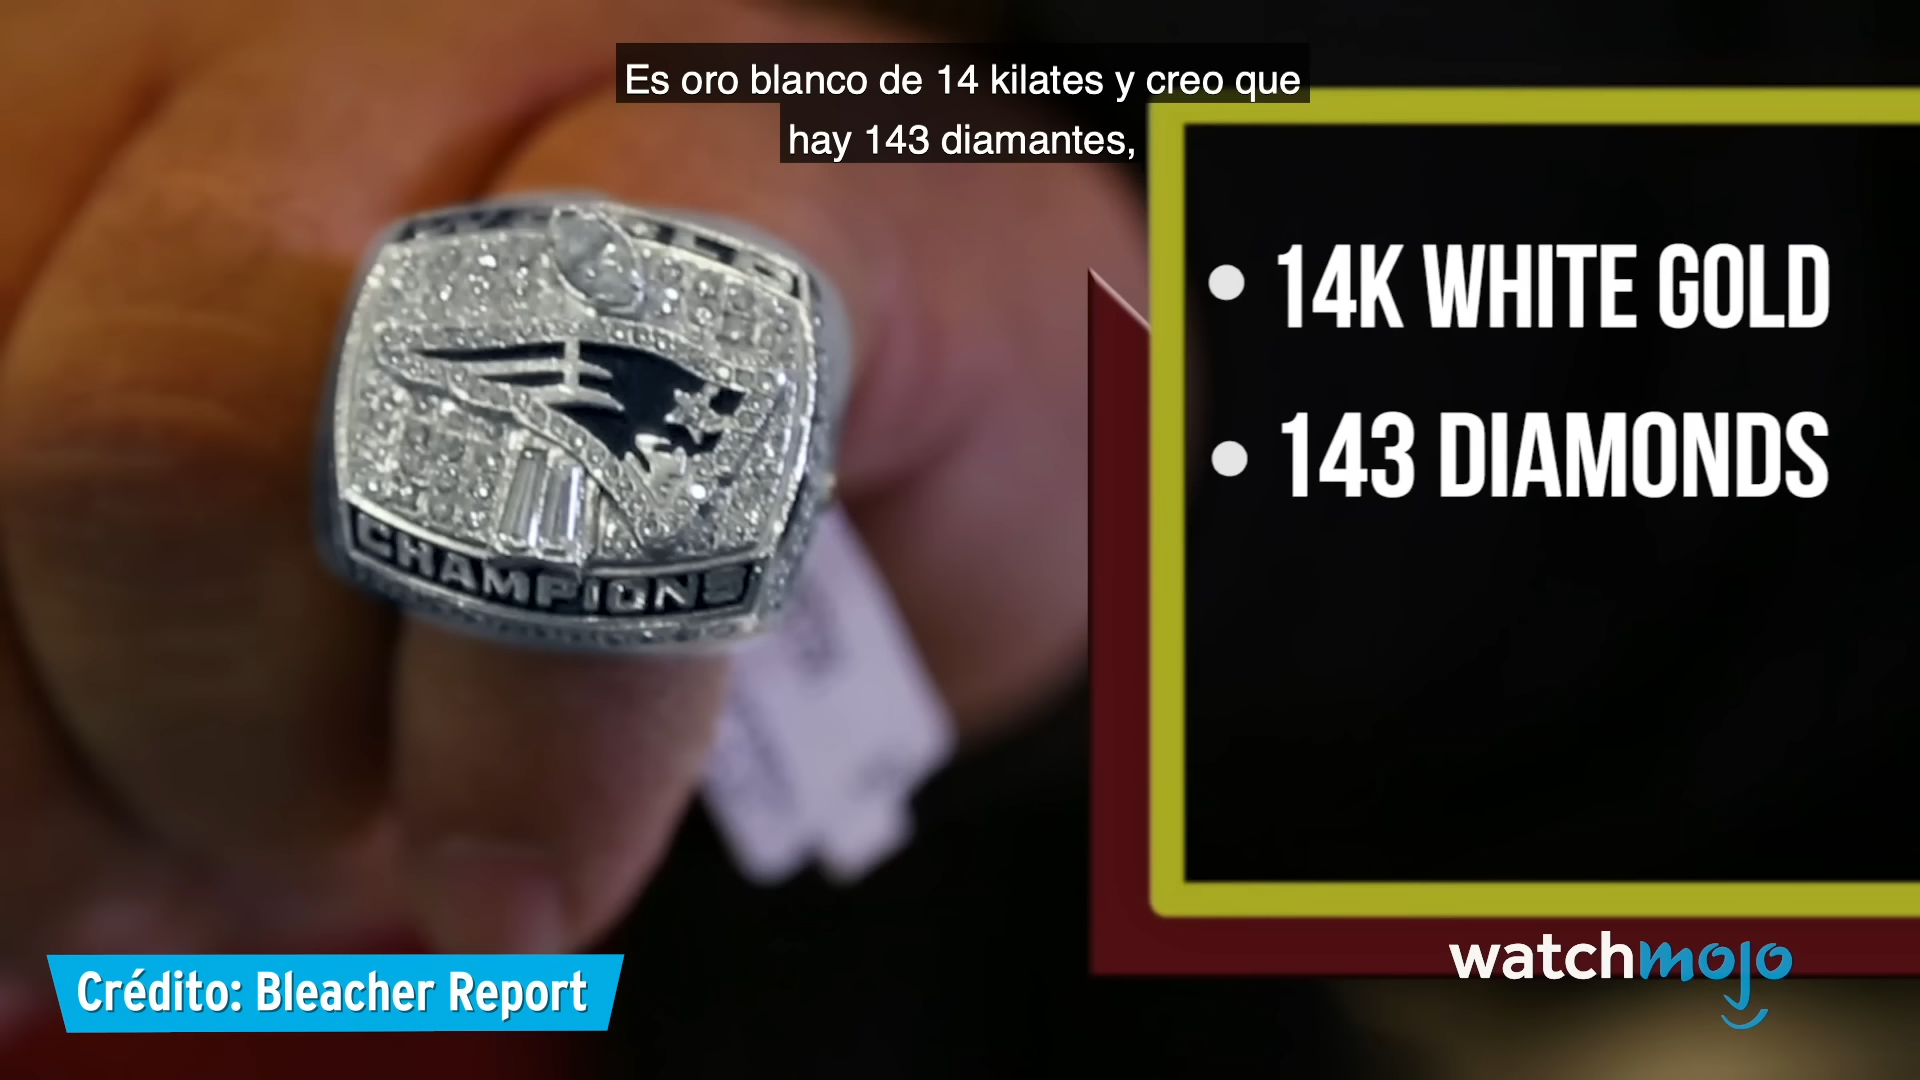 Es oro blanco de 14 kilates y creo que
hay 143 diamantes,
• 14K WHITE GOLD
• 143 DIAMONDS
CHAMPIONS
Crédito: Bleacher Report
watchmojo